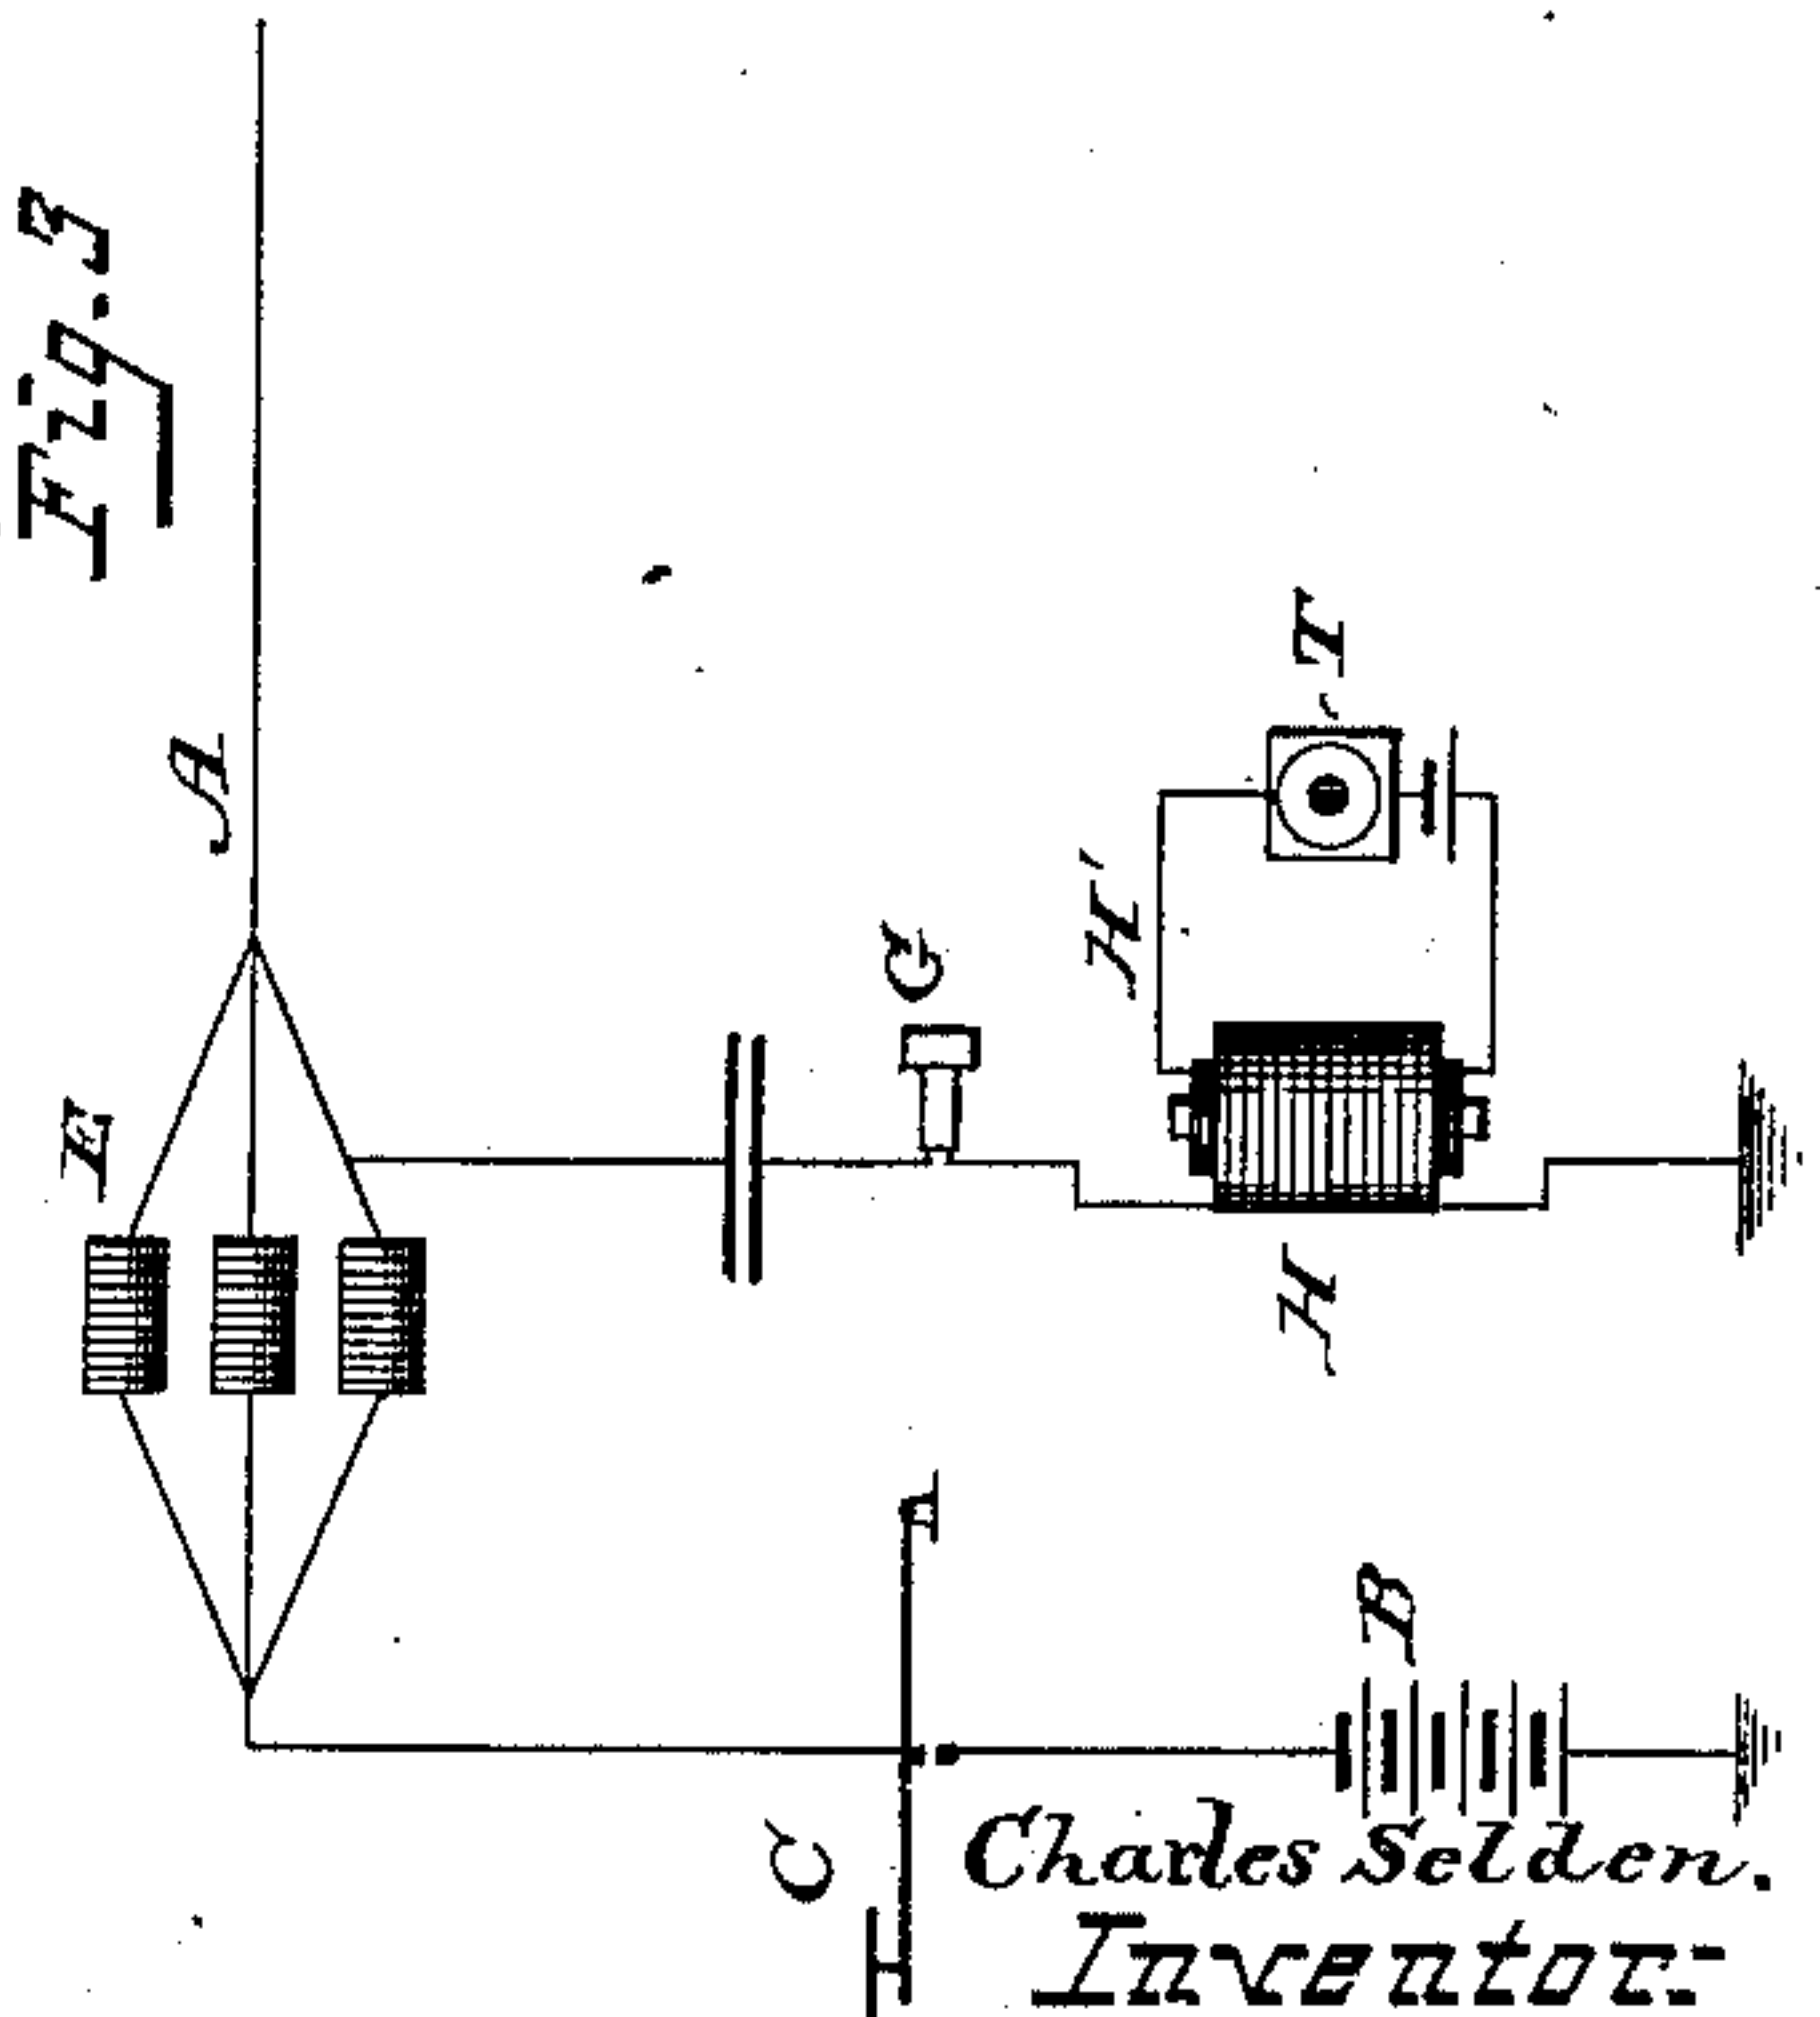 Fig. 3
A
E
G
H'
I
H
C
B
Charles Selden.
Inventor: